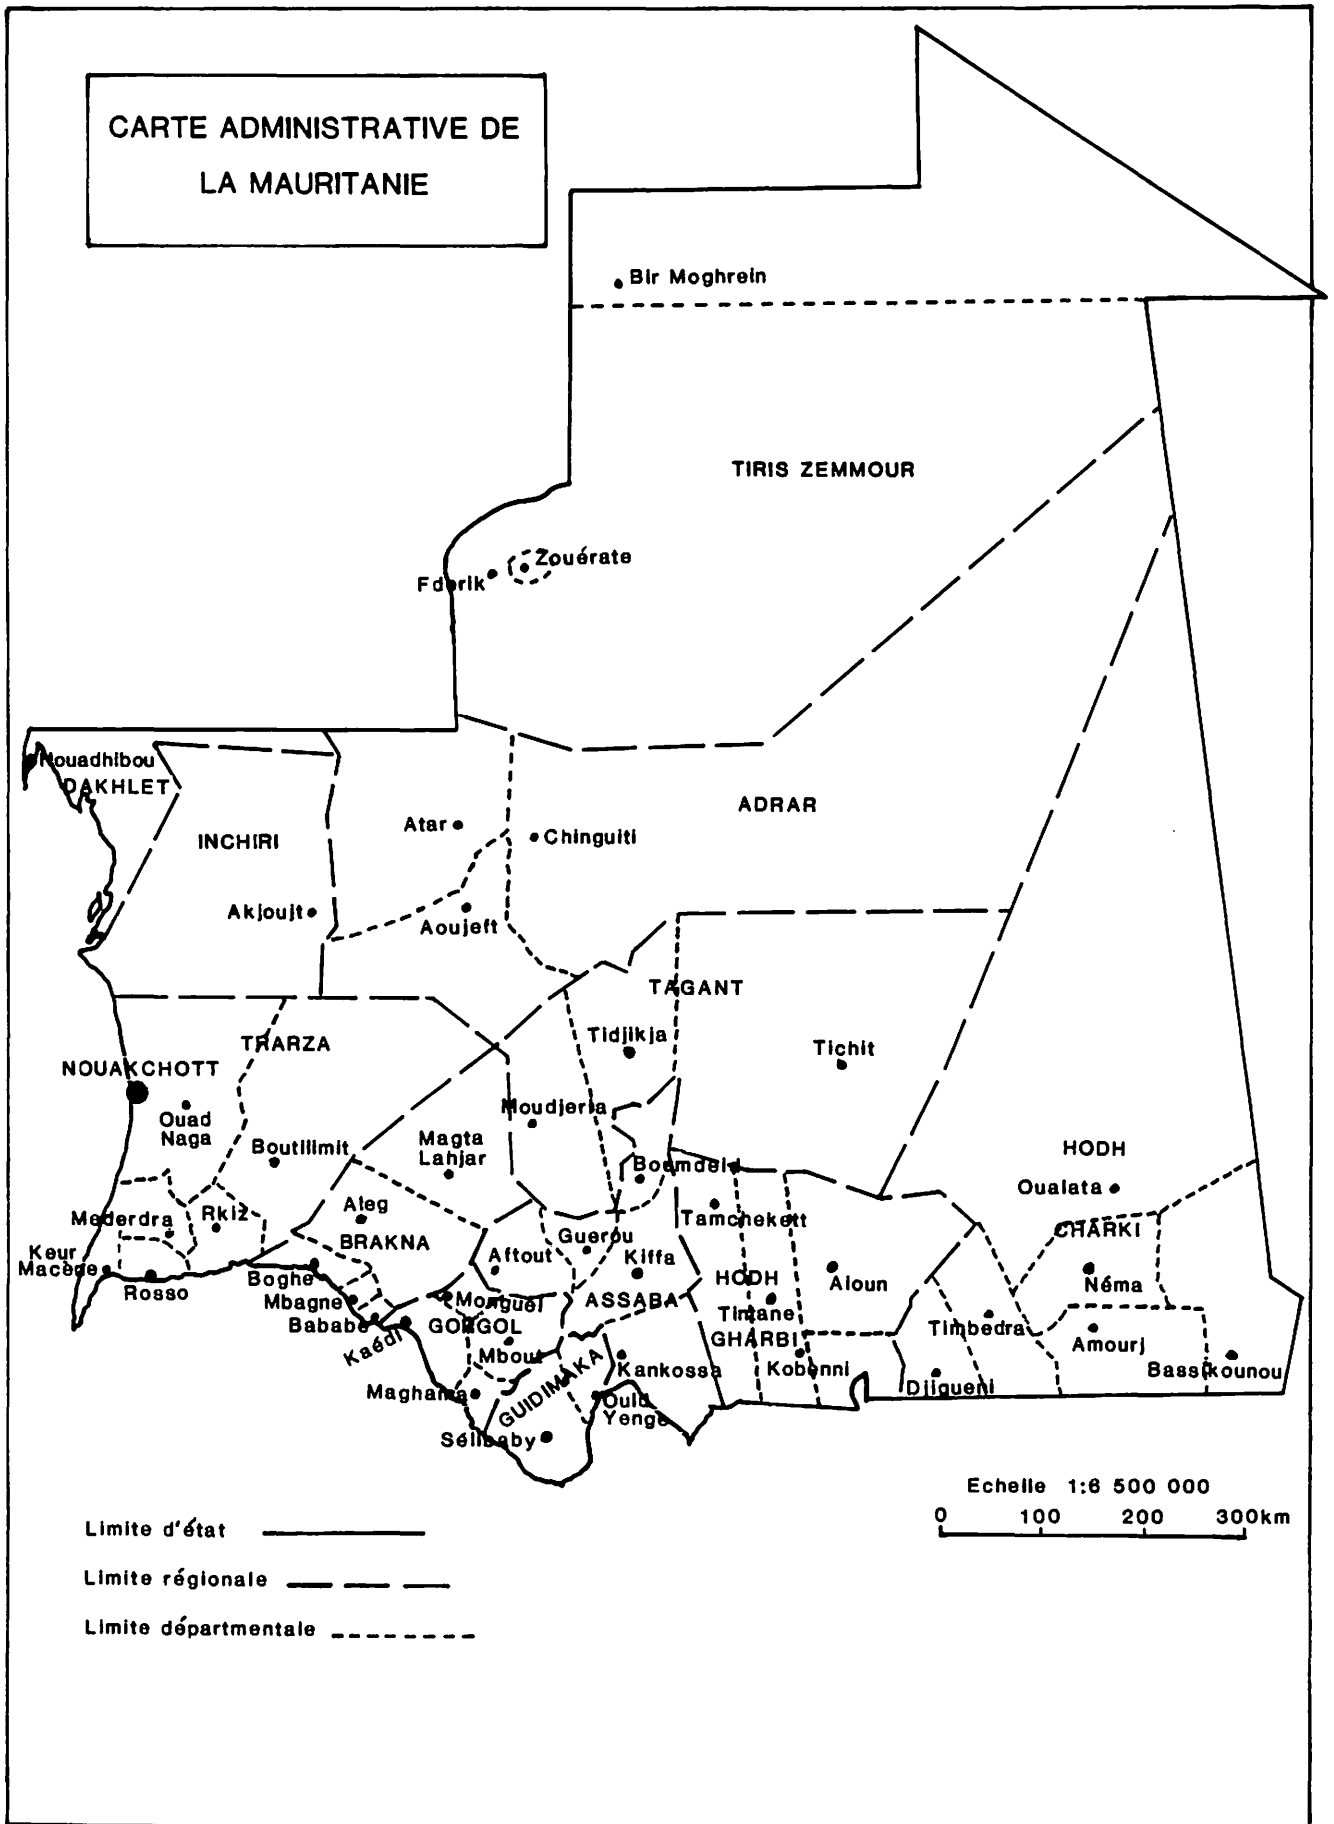 CARTE ADMINISTRATIVE DE
LA MAURITANIE
Bir Moghrein
TIRIS ZEMMOUR
Zouérate
Fderik
Nouadhibou
DAKHLET
ADRAR
Atar
Chinguiti
INCHIRI
Akjoujt
Aoujeft
TAGANT
Tidjikja
TRARZA
Tichit
NOUAKCHOTT
Ouad
Naga
Moudjeria
Boutilimit
Magta
Lahjar
HODH
Boumdeid
Oualata
Aleg
Rkiz
Mederdra
Tamchekett
CHARKI
BRAKNA
Guerou
Keur
Macène
Aftout
Kiffa
Aioun
Néma
Boghe
HODH
Rosso
Mbagne
Monguel
ASSABA
Timane
Bababe
GORGOL
Timbedra
Kaédi
GHARBI
Amourj
Mbout
Kankossa
Kobenni
Bassikounou
GUIDIMAKA
Djigueni
Maghama
Ould
Yenge
Sélibaby
Echelle 1:6 500 000
0 100 200 300km
Limite d'état
Limite régionale
Limite départmentale